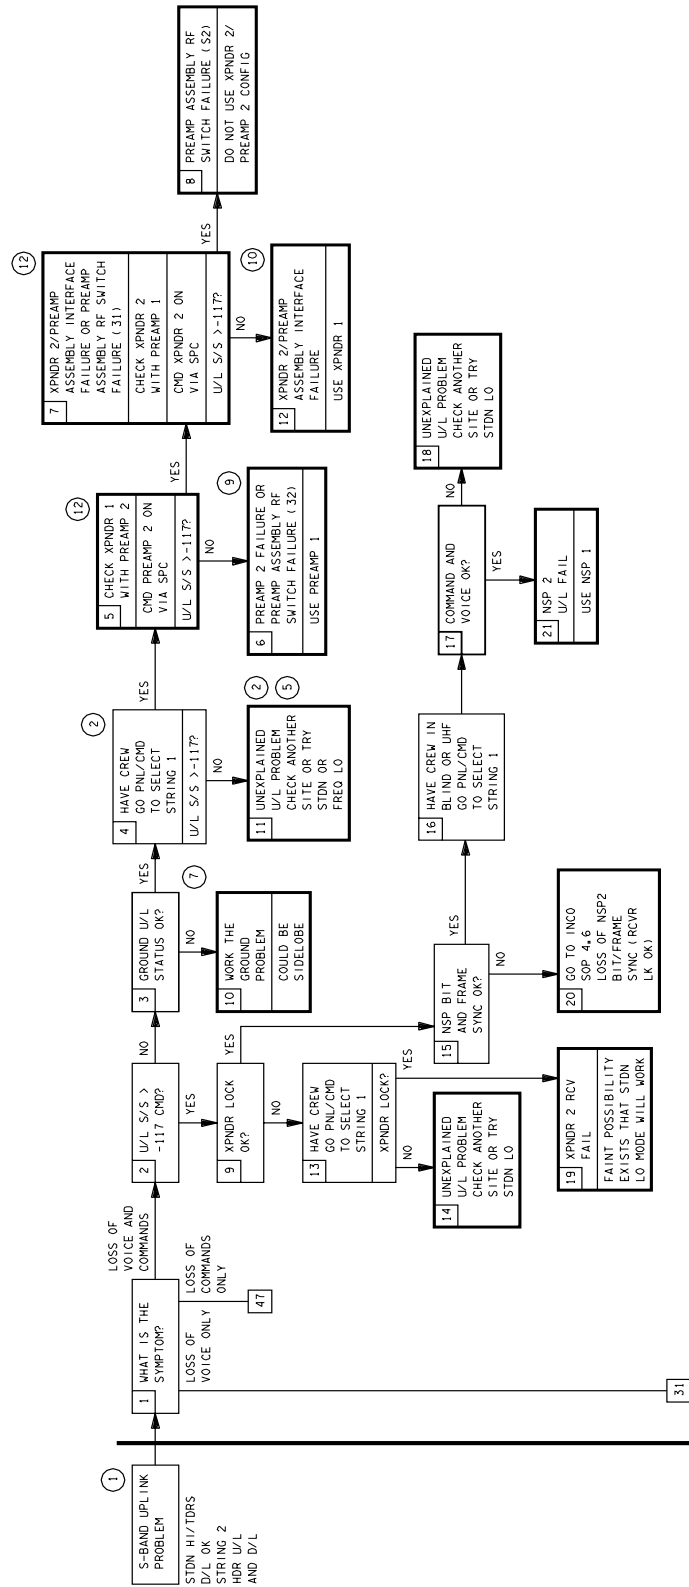 1
S-BAND UPLINK
PROBLEM
STDN HI/TDRS
D/L OK
STRING 2
HDR U/L
AND D/L
1
WHAT IS THE
SYMPTOM?
LOSS OF
VOICE AND
COMMANDS
LOSS OF
VOICE ONLY
LOSS OF
COMMANDS
ONLY
31
47
2
U/L S/S >
-117 CMD?
NO
YES
3
GROUND U/L
STATUS OK?
YES
NO
7
10
WORK THE
GROUND
PROBLEM
COULD BE
SIDELOBE
2
4
HAVE CREW
GO PNL/CMD
TO SELECT
STRING 1
U/L S/S >-117?
YES
NO
2
5
11
UNEXPLAINED
U/L PROBLEM
CHECK ANOTHER
SITE OR TRY
STDN OR
FREQ LO
12
5
CHECK XPNDR 1
WITH PREAMP 2
CMD PREAMP 2 ON
VIA SPC
U/L S/S >-117?
YES
NO
9
6
PREAMP 2 FAILURE OR
PREAMP ASSEMBLY RF
SWITCH FAILURE (32)
USE PREAMP 1
12
7
XPNDR 2/PREAMP
ASSEMBLY INTERFACE
FAILURE OR PREAMP
ASSEMBLY RF SWITCH
FAILURE (31)
CHECK XPNDR 2
WITH PREAMP 1
CMD XPNDR 2 ON
VIA SPC
U/L S/S >-117?
YES
NO
10
12
XPNDR 2/PREAMP
ASSEMBLY INTERFACE
FAILURE
USE XPNDR 1
8
PREAMP ASSEMBLY RF
SWITCH FAILURE (S2)
DO NOT USE XPNDR 2/
PREAMP 2 CONFIG
9
XPNDR LOCK
OK?
YES
NO
13
HAVE CREW
GO PNL/CMD
TO SELECT
STRING 1
XPNDR LOCK?
NO
YES
14
UNEXPLAINED
U/L PROBLEM
CHECK ANOTHER
SITE OR TRY
STDN LO
19
XPNDR 2 RCV
FAIL
FAINT POSSIBILITY
EXISTS THAT STDN
LO MODE WILL WORK
15
NSP BIT
AND FRAME
SYNC OK?
YES
NO
20
GO TO INCO
SOP 4.6
LOSS OF NSP2
BIT/FRAME
SYNC (RCVR
LK OK)
16
HAVE CREW IN
BLIND OR UHF
GO PNL/CMD
TO SELECT
STRING 1
17
COMMAND AND
VOICE OK?
NO
YES
18
UNEXPLAINED
U/L PROBLEM
CHECK ANOTHER
SITE OR TRY
STDN LO
21
NSP 2
U/L FAIL
USE NSP 1